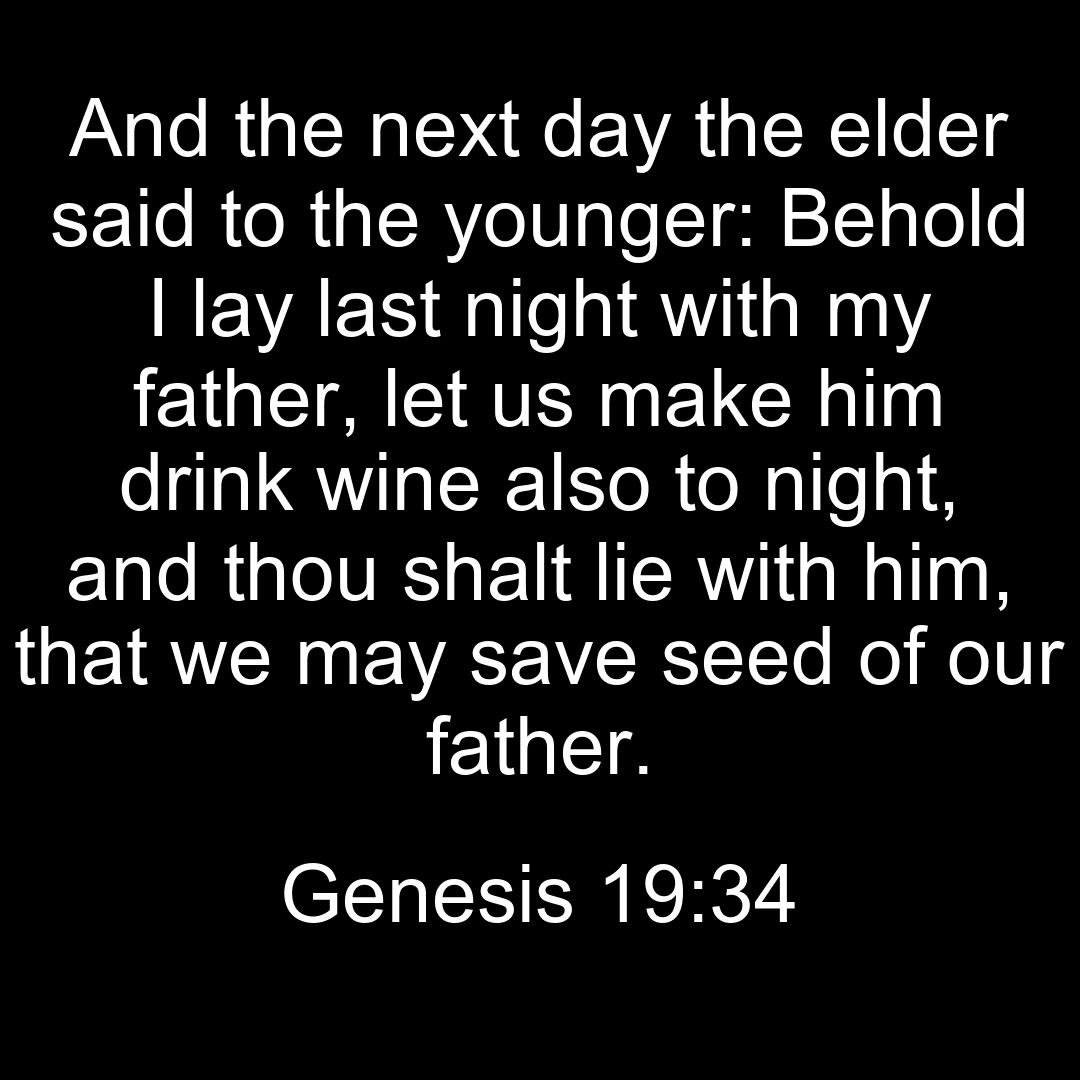 And the next day the elder
said to the younger: Behold
I lay last night with my
father, let us make him
drink wine also to night,
and thou shalt lie with him,
that we may save seed of our
father.
Genesis 19:34